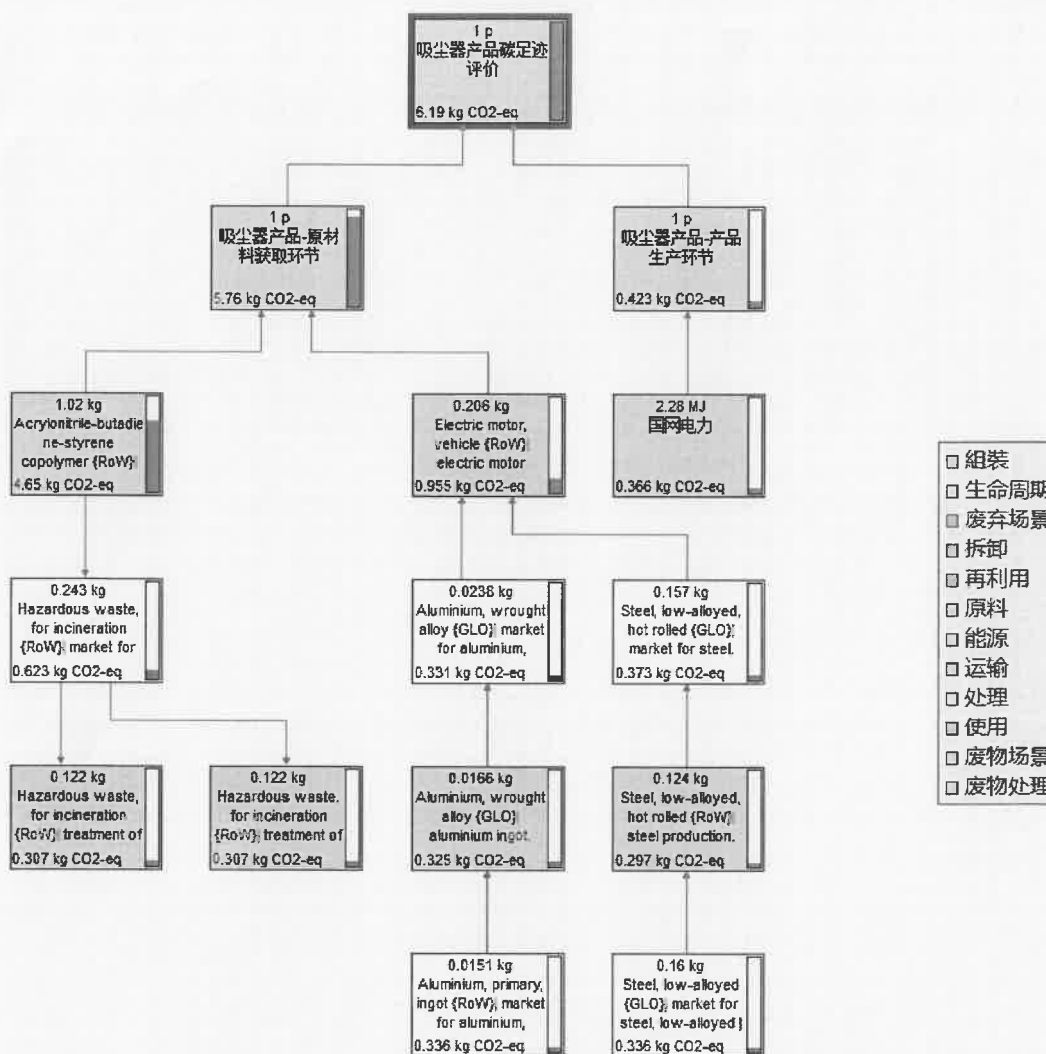 1 p
吸尘器产品碳足迹
评价
6.19 kg CO2-eq
1 p
吸尘器产品-原材
料获取环节
5.76 kg CO2-eq
1 p
吸尘器产品-产品
生产环节
0.423 kg CO2-eq
1.02 kg
Acrylonitrile-butadie
ne-styrene
copolymer {RoW}|
4.65 kg CO2-eq
0.206 kg
Electric motor,
vehicle {RoW}|
electric motor
0.955 kg CO2-eq
2.28 MJ
国网电力
0.366 kg CO2-eq
0.243 kg
Hazardous waste,
for incineration
{RoW}| market for
0.623 kg CO2-eq
0.0238 kg
Aluminium, wrought
alloy {GLO}| market
for aluminium,
0.331 kg CO2-eq
0.157 kg
Steel, low-alloyed,
hot rolled {GLO}|
market for steel,
0.373 kg CO2-eq
0.122 kg
Hazardous waste,
for incineration
{RoW}| treatment of
0.307 kg CO2-eq
0.122 kg
Hazardous waste,
for incineration
{RoW}| treatment of
0.307 kg CO2-eq
0.0166 kg
Aluminium, wrought
alloy {GLO}|
aluminium ingot,
0.325 kg CO2-eq
0.124 kg
Steel, low-alloyed,
hot rolled {RoW}|
steel production,
0.297 kg CO2-eq
0.0151 kg
Aluminium, primary,
ingot {RoW}| market
for aluminium,
0.336 kg CO2-eq
0.16 kg
Steel, low-alloyed
{GLO}| market for
steel, low-alloyed |
0.336 kg CO2-eq
組裝
生命周期
废弃场景
拆卸
再利用
原料
能源
运输
处理
使用
废物场景
废物处理